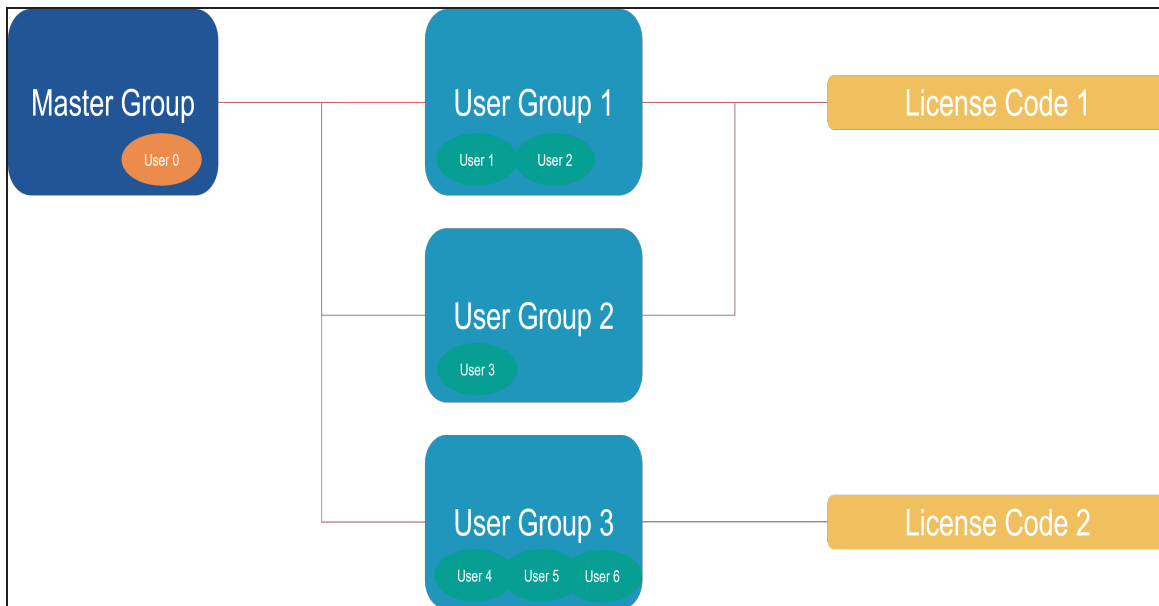 Master Group
User 0
User Group 1
User 1
User 2
License Code 1
User Group 2
User 3
User Group 3
User 4
User 5
User 6
License Code 2